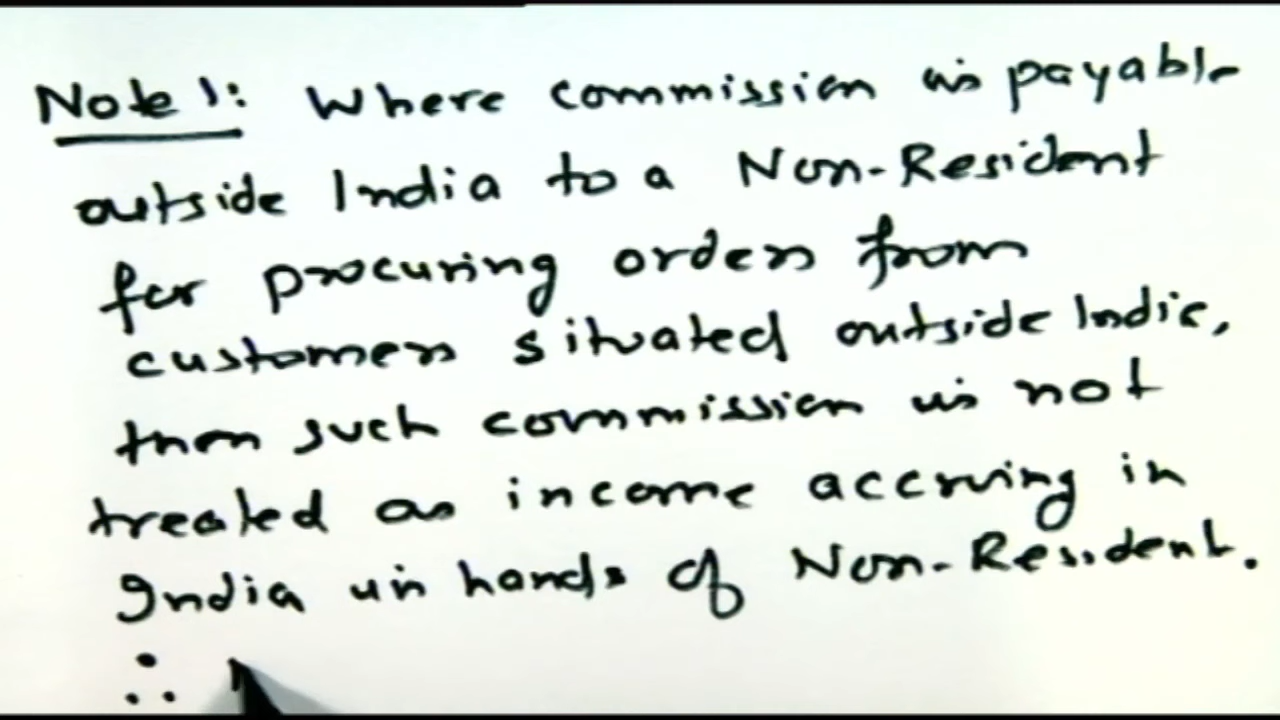 Note 1: Where commission is payable
outside India to a Non-Resident
for procuring orders from
customers situated outside India,
then such commission is not
treated as income accruing in
India in hands of Non-Resident.
∴